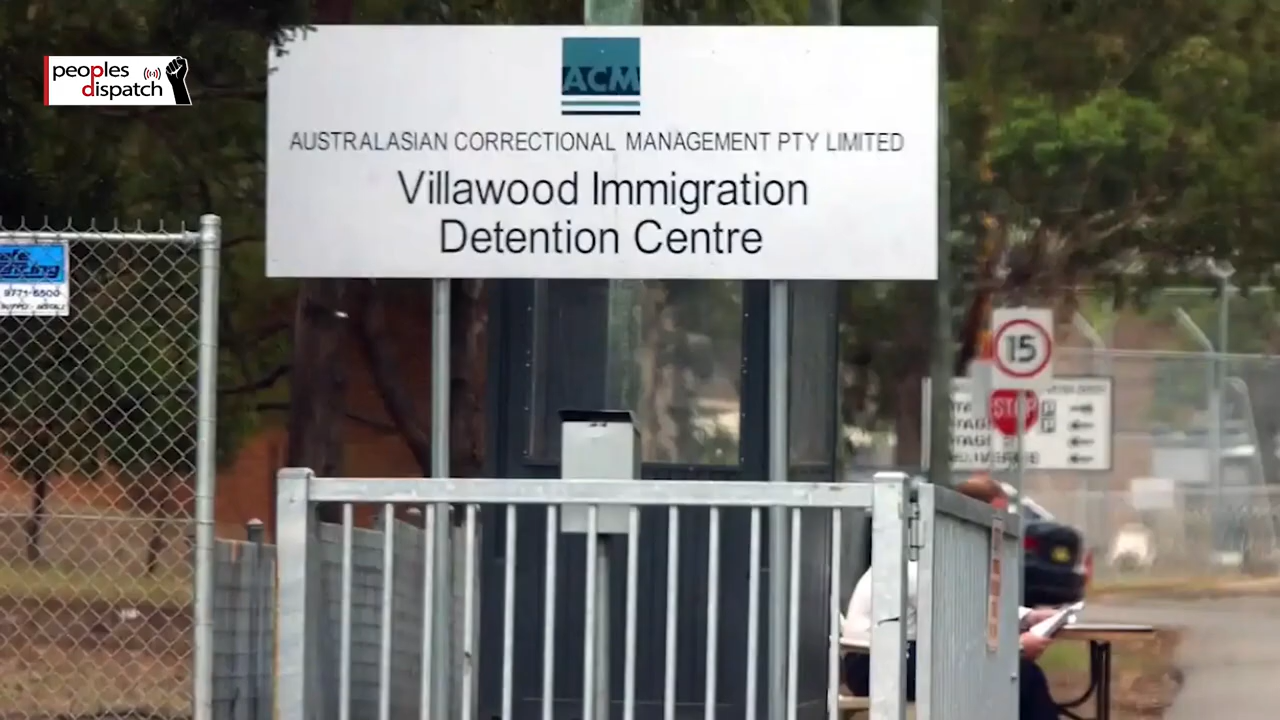 peoples
dispatch
ACM
AUSTRALASIAN CORRECTIONAL MANAGEMENT PTY LIMITED
Villawood Immigration
Detention Centre
9771-6500
15
STOP